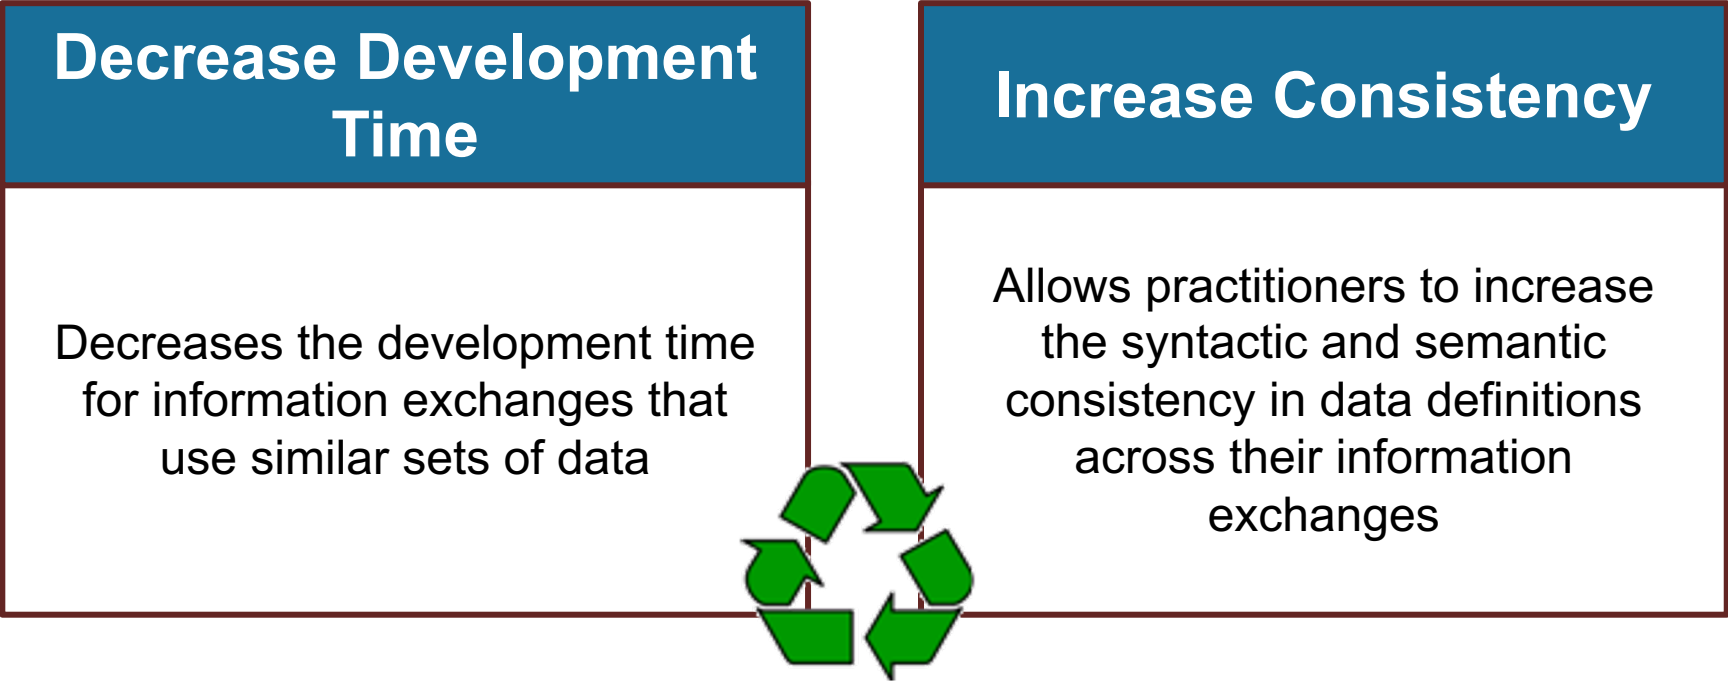 Decrease Development
Time
Decreases the development time
for information exchanges that
use similar sets of data
Increase Consistency
Allows practitioners to increase
the syntactic and semantic
consistency in data definitions
across their information
exchanges